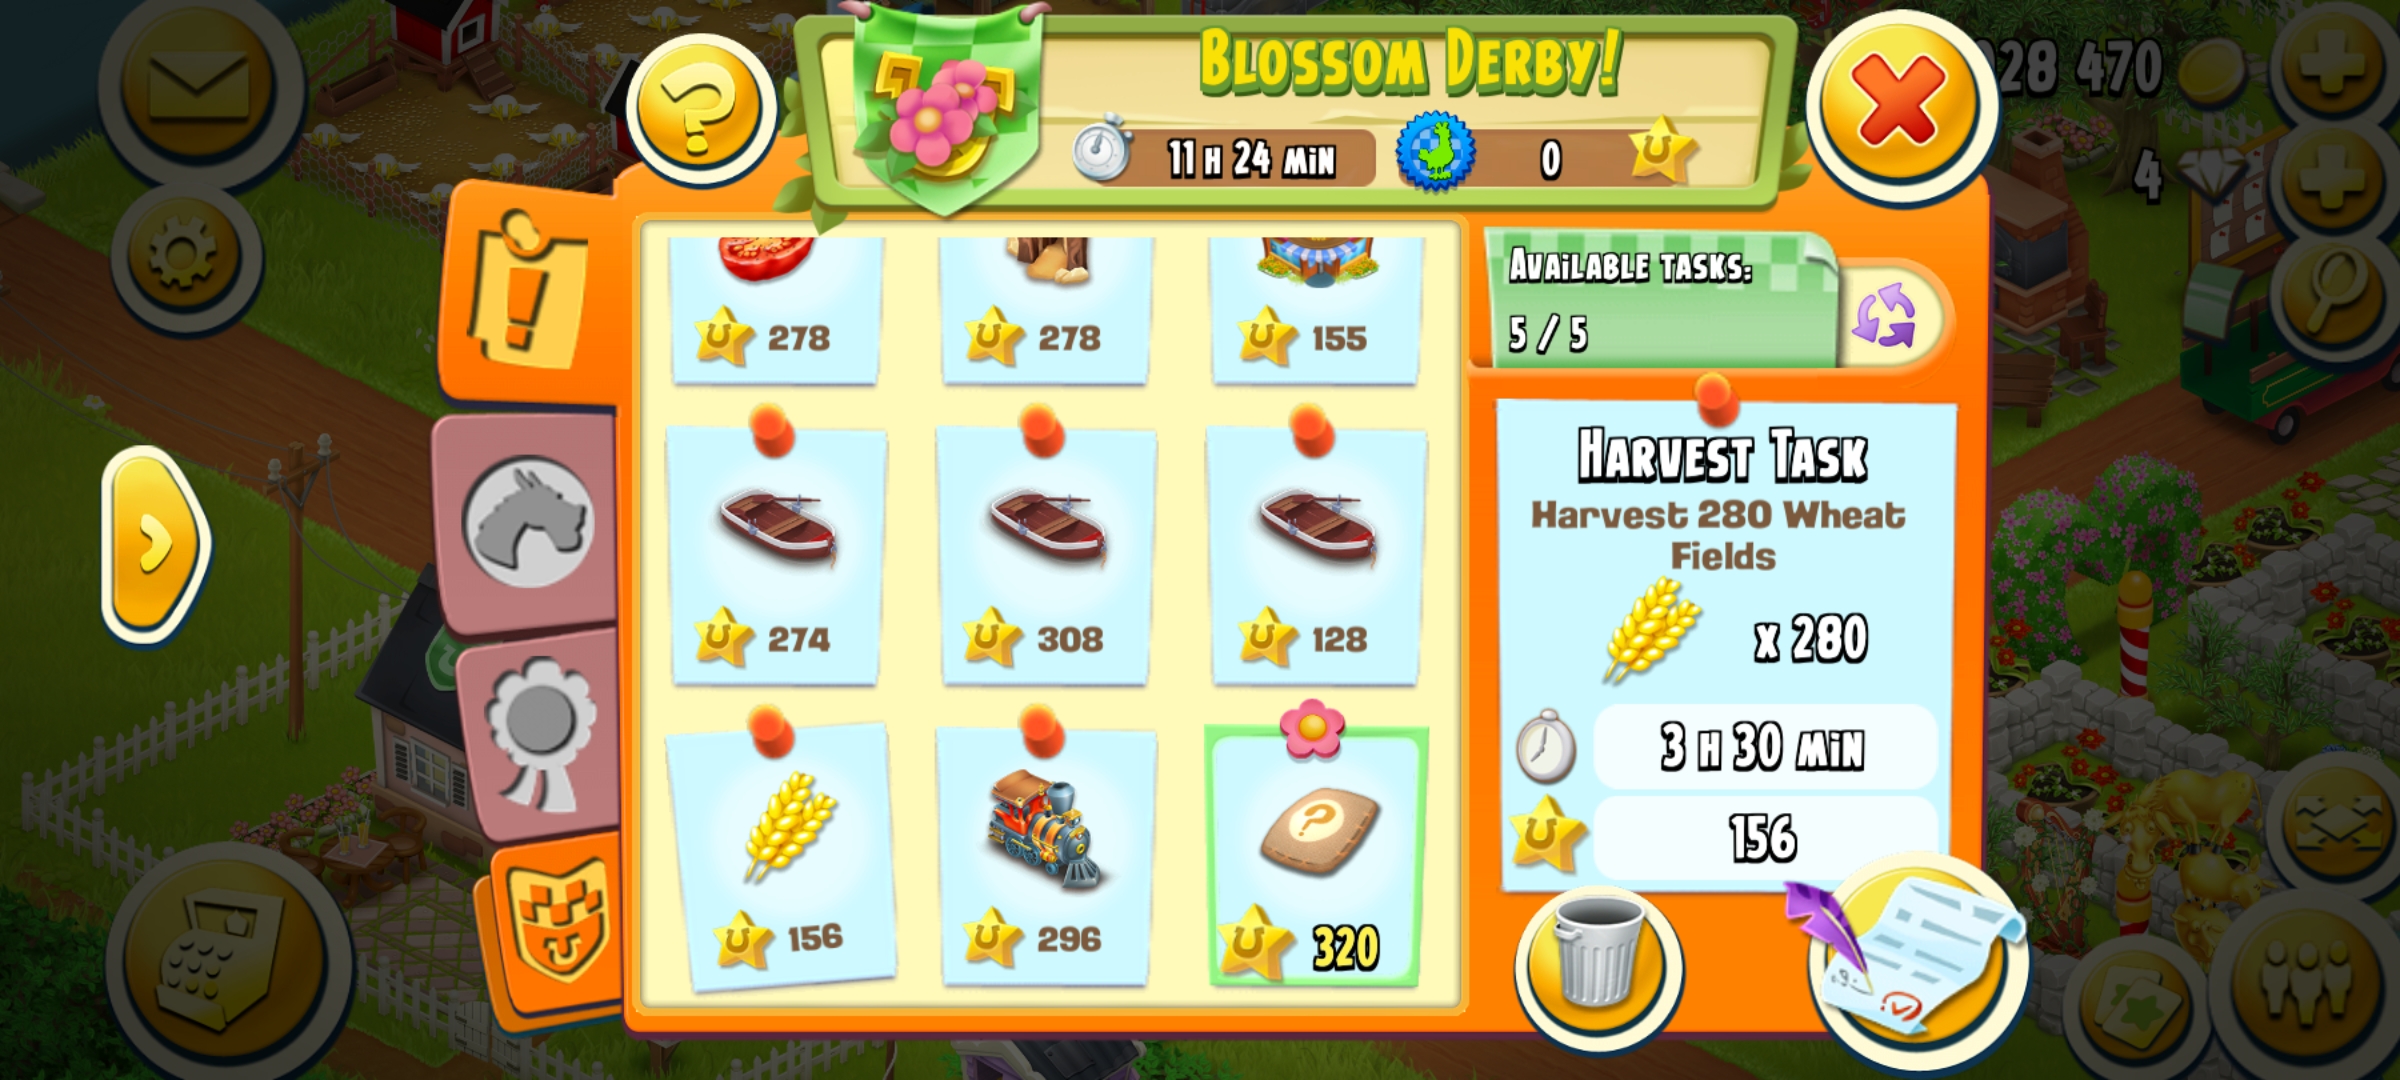 BLOSSOM DERBY!
11 H 24 MIN
0
28 470
4
AVAILABLE TASKS:
5 / 5
278
278
155
274
308
128
156
296
320
HARVEST TASK
Harvest 280 Wheat
Fields
x 280
3 H 30 MIN
156